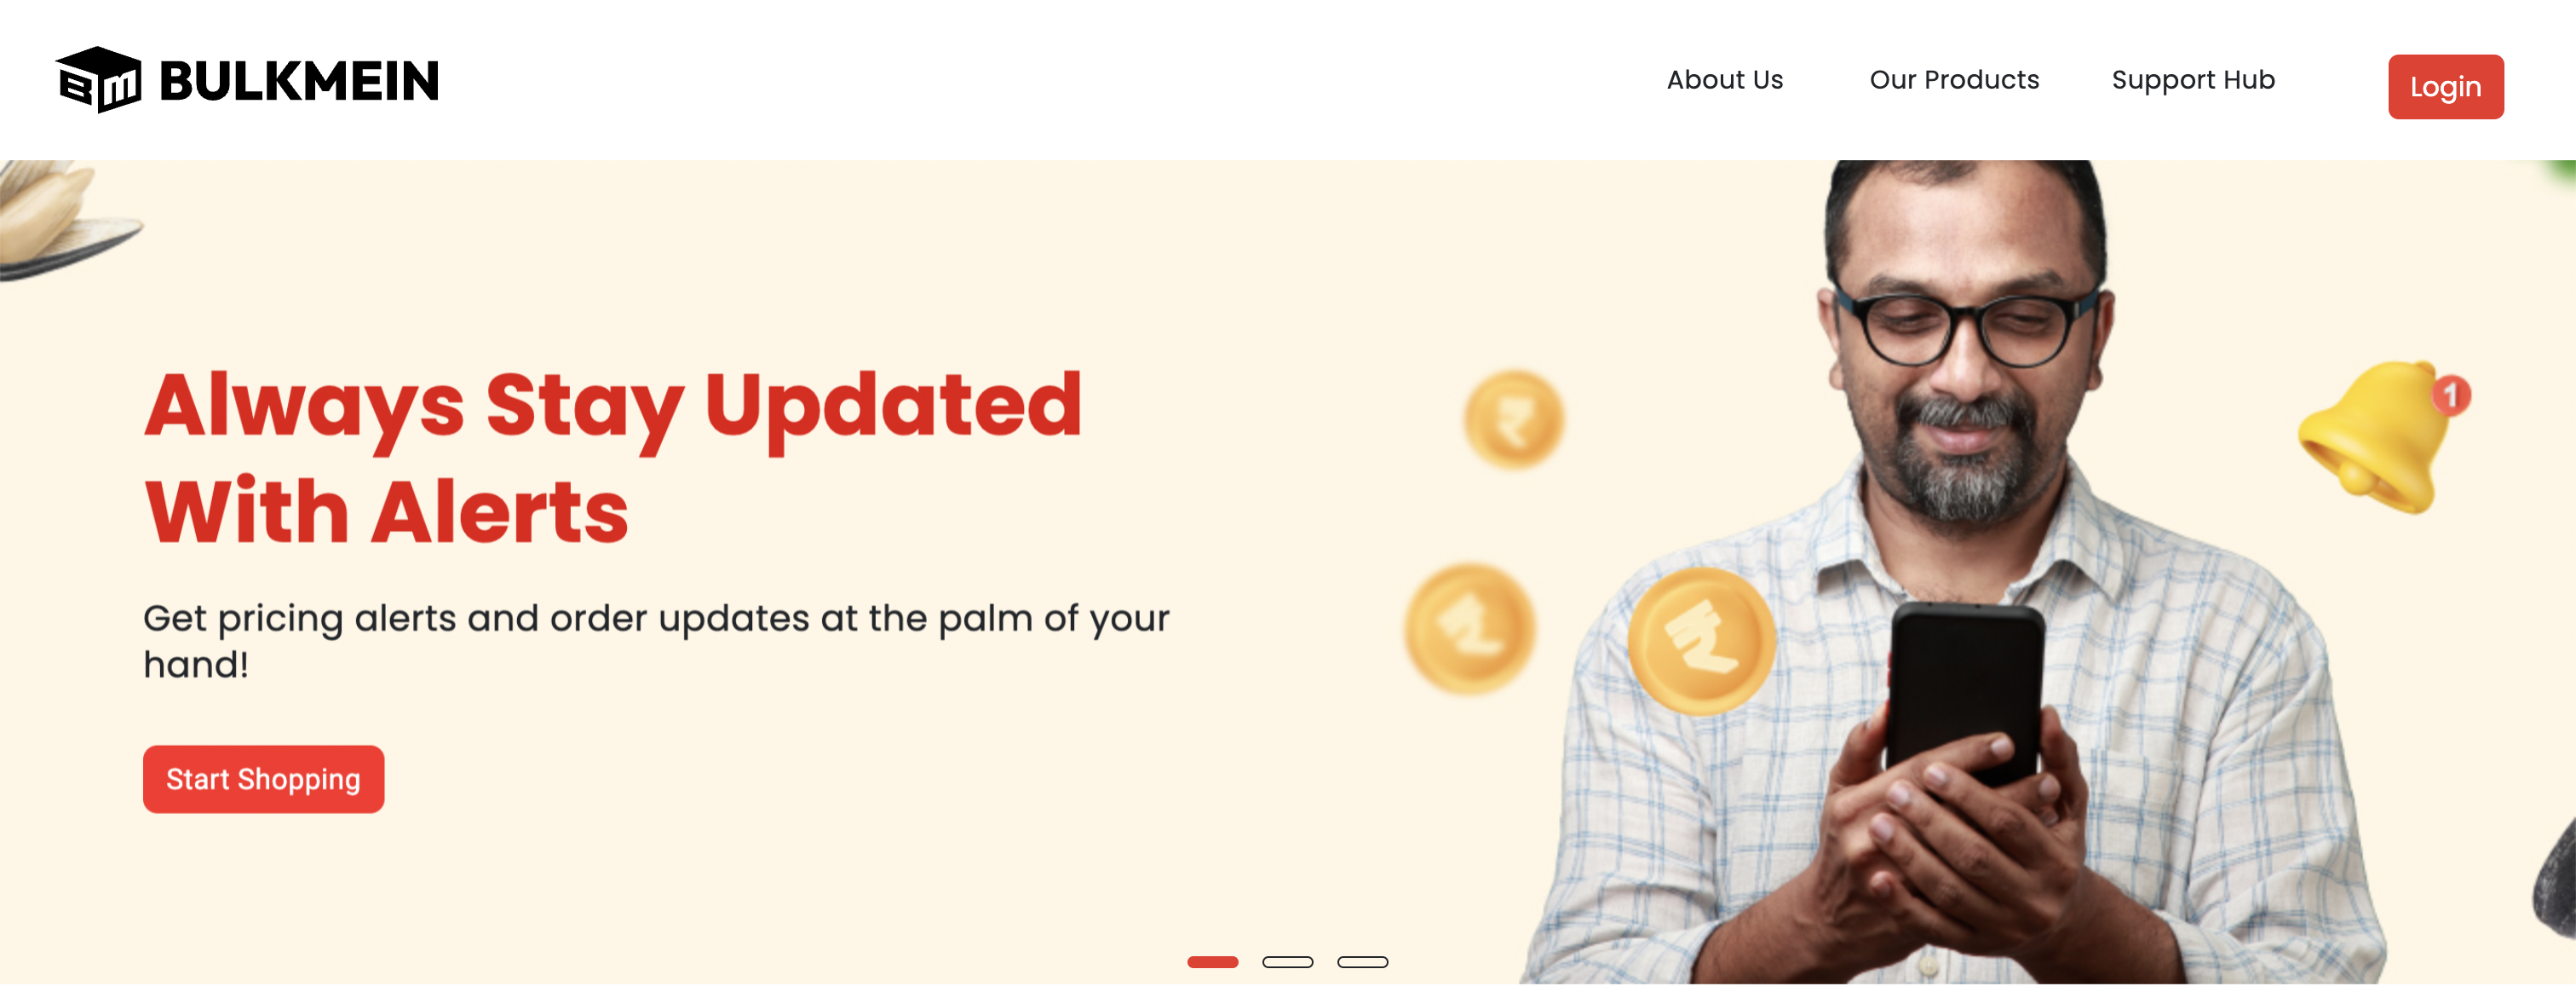 BM BULKMEIN
About Us
Our Products
Support Hub
Login
Always Stay Updated
With Alerts
Get pricing alerts and order updates at the palm of your
hand!
Start Shopping
₹
₹
₹
1